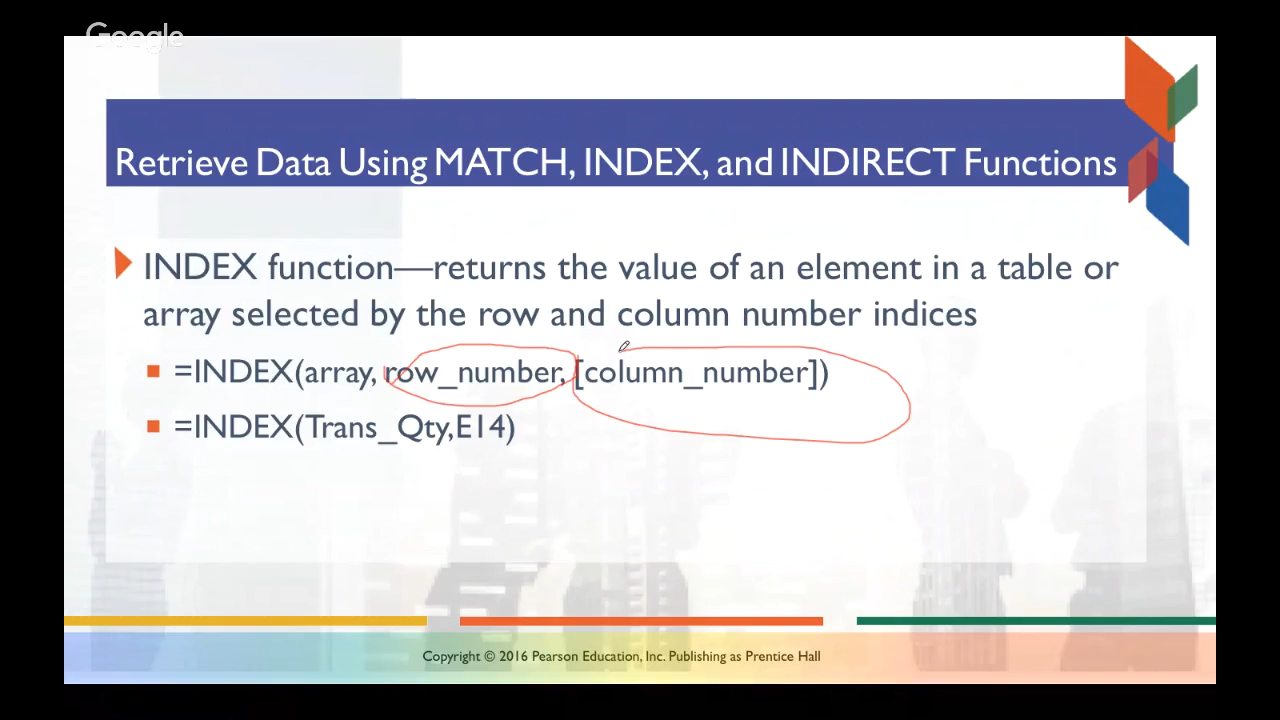 Google
Retrieve Data Using MATCH, INDEX, and INDIRECT Functions
INDEX function—returns the value of an element in a table or
array selected by the row and column number indices
=INDEX(array, row_number, [column_number])
=INDEX(Trans_Qty,E14)
Copyright © 2016 Pearson Education, Inc. Publishing as Prentice Hall